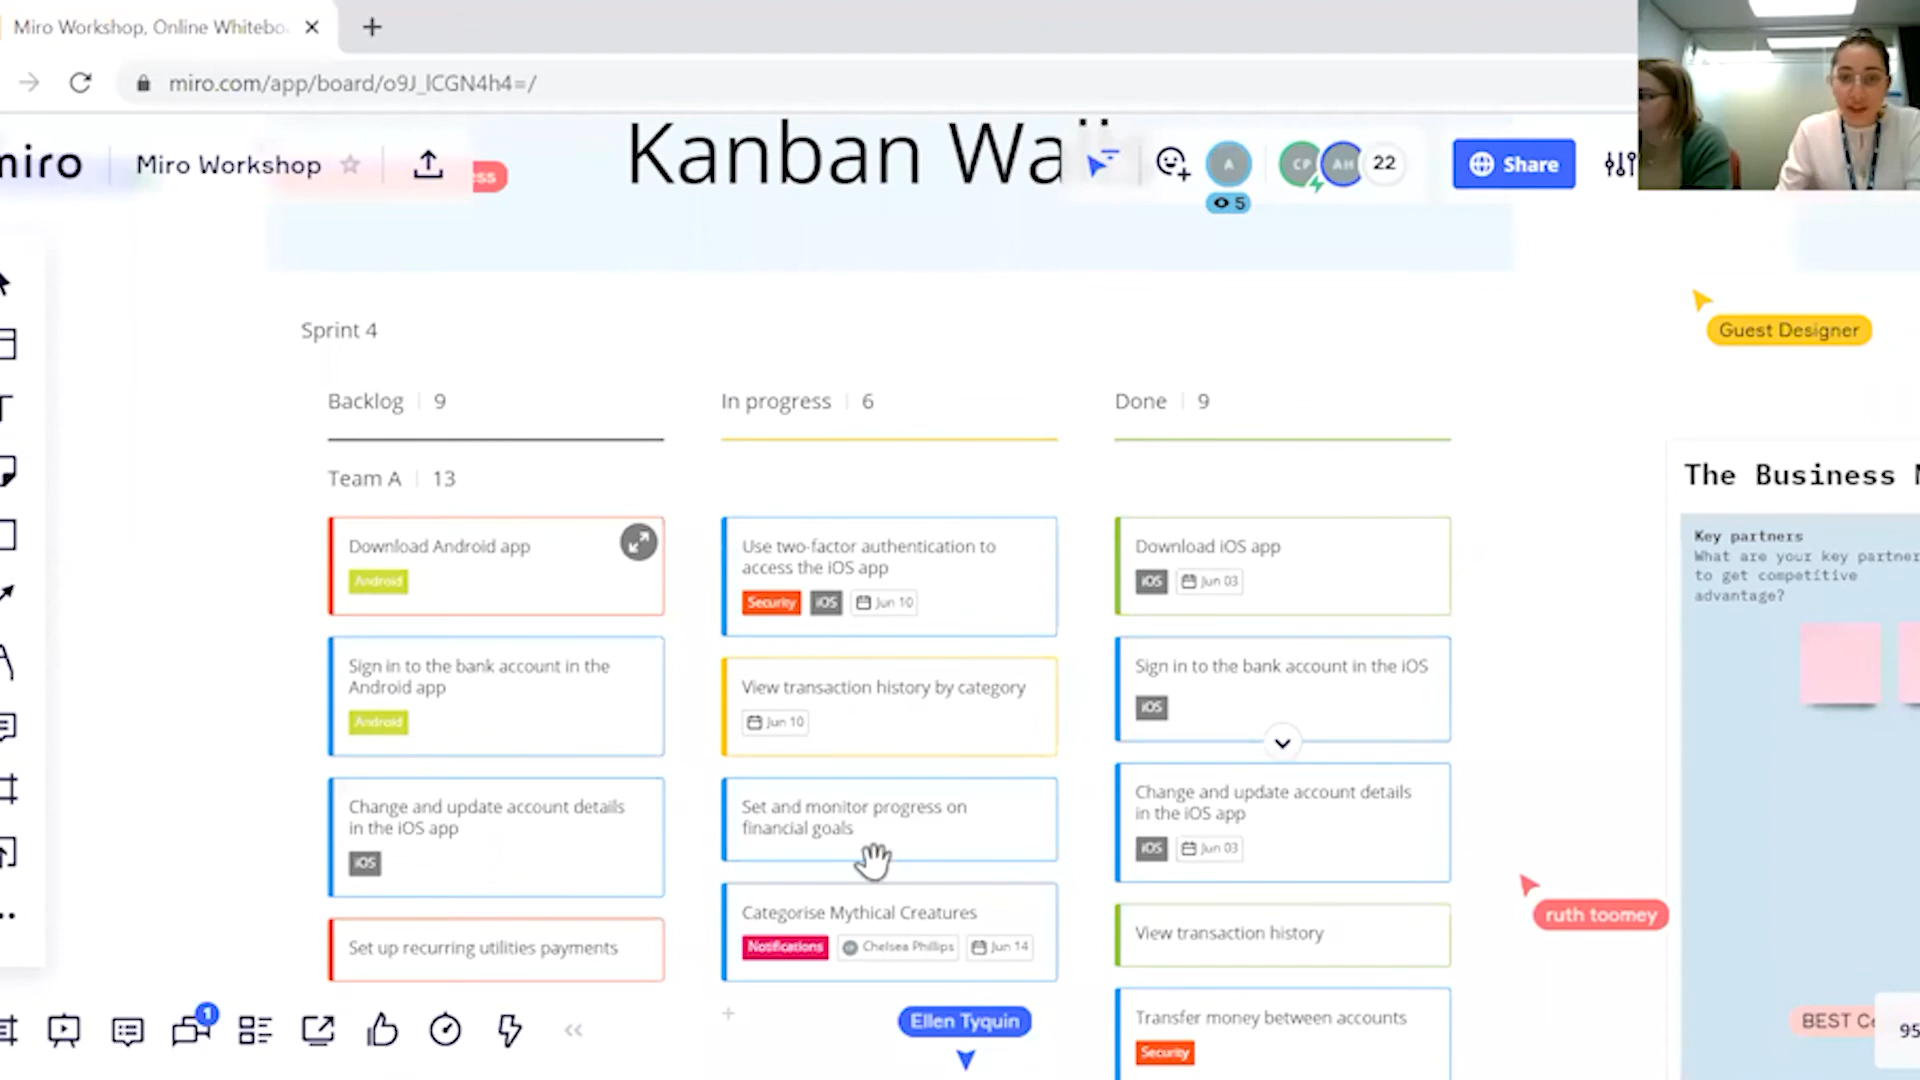 Miro Workshop, Online Whitebo
miro.com/app/board/o9J_lCGN4h4=/
miro
Miro Workshop
Kanban Wa
A
CP
AH
22
Share
5
Guest Designer
Sprint 4
Backlog 9
In progress 6
Done 9
Team A 13
Download Android app
Android
Sign in to the bank account in the
Android app
Android
Change and update account details
in the iOS app
iOS
Set up recurring utilities payments
Use two-factor authentication to
access the iOS app
Security iOS Jun 10
View transaction history by category
Jun 10
Set and monitor progress on
financial goals
Categorise Mythical Creatures
Notifications Chelsea Phillips Jun 14
Ellen Tyquin
Download iOS app
iOS Jun 03
Sign in to the bank account in the iOS
iOS
Change and update account details
in the iOS app
iOS Jun 03
View transaction history
Transfer money between accounts
Security
ruth toomey
The Business
Key partners
What are your key partner
to get competitive
advantage?
BEST
95
1